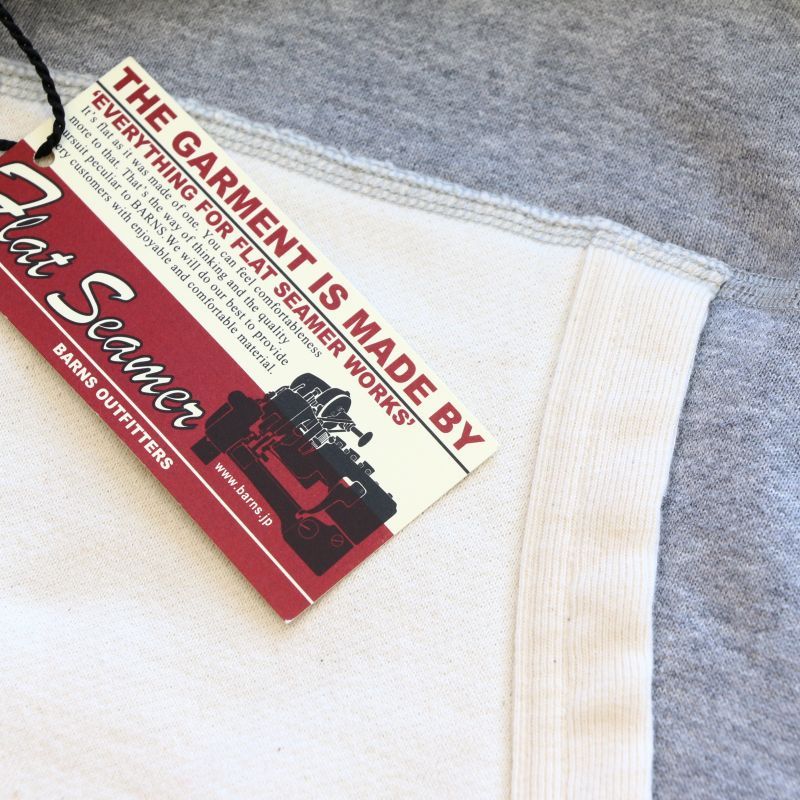 THE GARMENT IS MADE BY
'EVERYTHING FOR FLAT SEAMER WORKS'
It's flat as it was made of one. You can feel comfortableness
more to that. That's the way of thinking and the quality
pursuit peculiar to BARNS. We will do our best to provide
customers with enjoyable and comfortable material.
Flat Seamer
BARNS OUTFITTERS
www.barns.jp